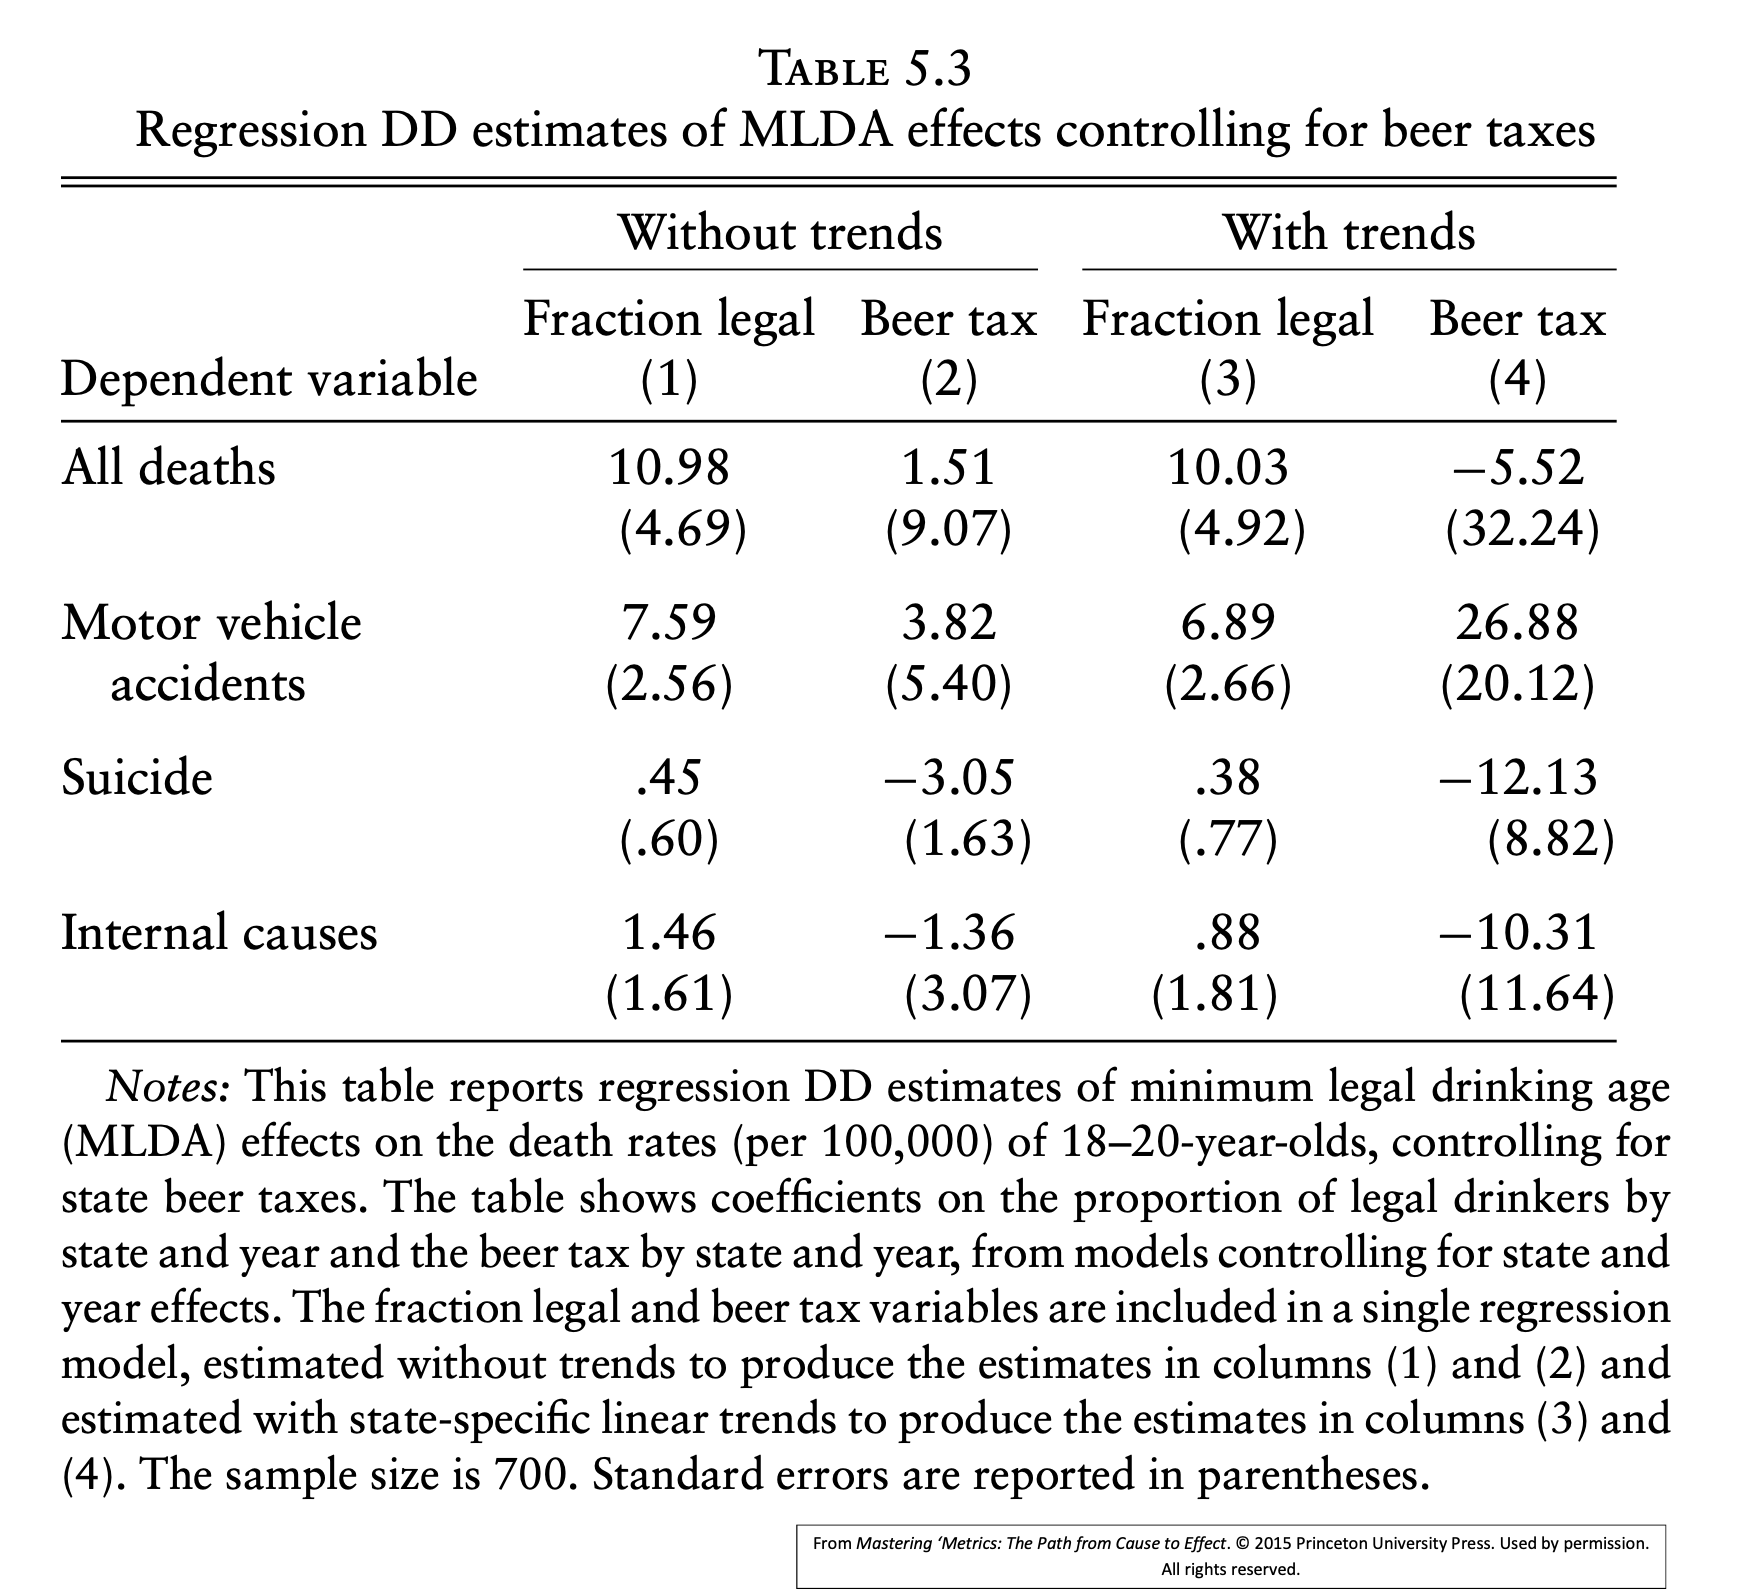 TABLE 5.3
Regression DD estimates of MLDA effects controlling for beer taxes
Without trends With trends
Fraction legal Beer tax Fraction legal Beer tax
Dependent variable (1) (2) (3) (4)
All deaths 10.98 1.51 10.03 −5.52
(4.69) (9.07) (4.92) (32.24)
Motor vehicle 7.59 3.82 6.89 26.88
accidents (2.56) (5.40) (2.66) (20.12)
Suicide .45 −3.05 .38 −12.13
(.60) (1.63) (.77) (8.82)
Internal causes 1.46 −1.36 .88 −10.31
(1.61) (3.07) (1.81) (11.64)
Notes: This table reports regression DD estimates of minimum legal drinking age
(MLDA) effects on the death rates (per 100,000) of 18–20-year-olds, controlling for
state beer taxes. The table shows coefficients on the proportion of legal drinkers by
state and year and the beer tax by state and year, from models controlling for state and
year effects. The fraction legal and beer tax variables are included in a single regression
model, estimated without trends to produce the estimates in columns (1) and (2) and
estimated with state-specific linear trends to produce the estimates in columns (3) and
(4). The sample size is 700. Standard errors are reported in parentheses.
From Mastering ‘Metrics: The Path from Cause to Effect. © 2015 Princeton University Press. Used by permission.
All rights reserved.